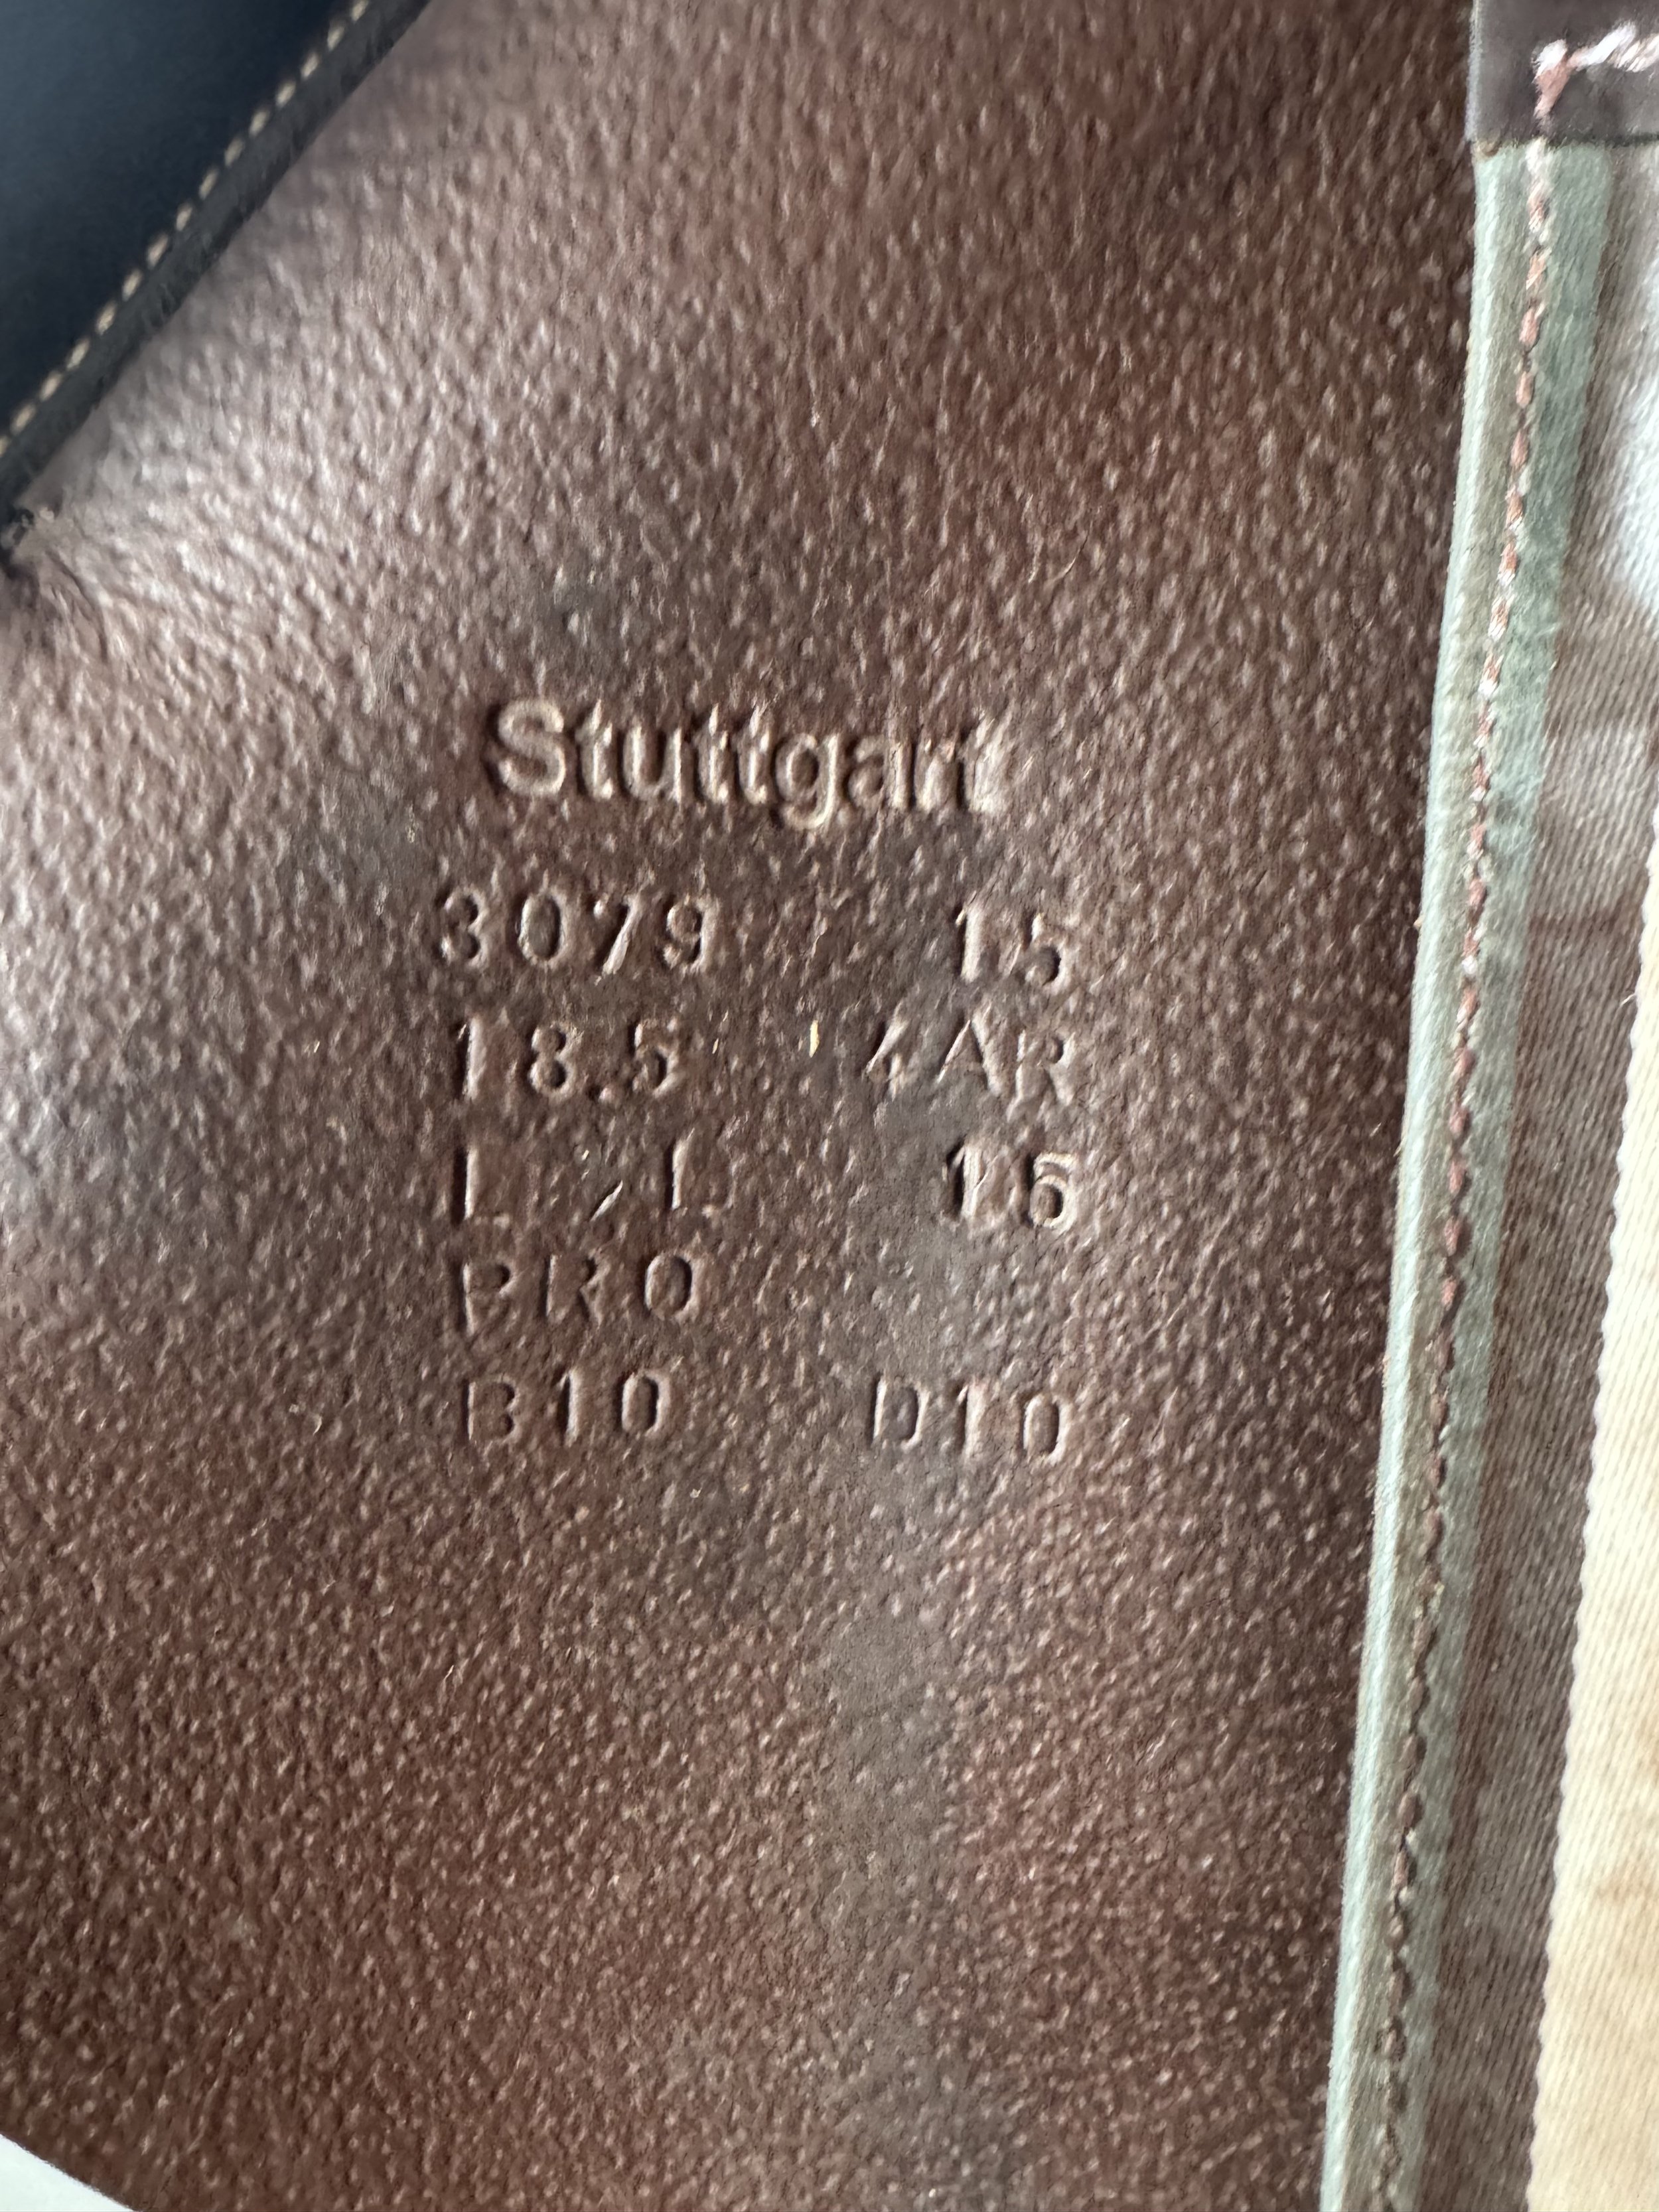 Stuttgart
3079 15
18.5 4AR
L,L 16
PRO
B10 D10